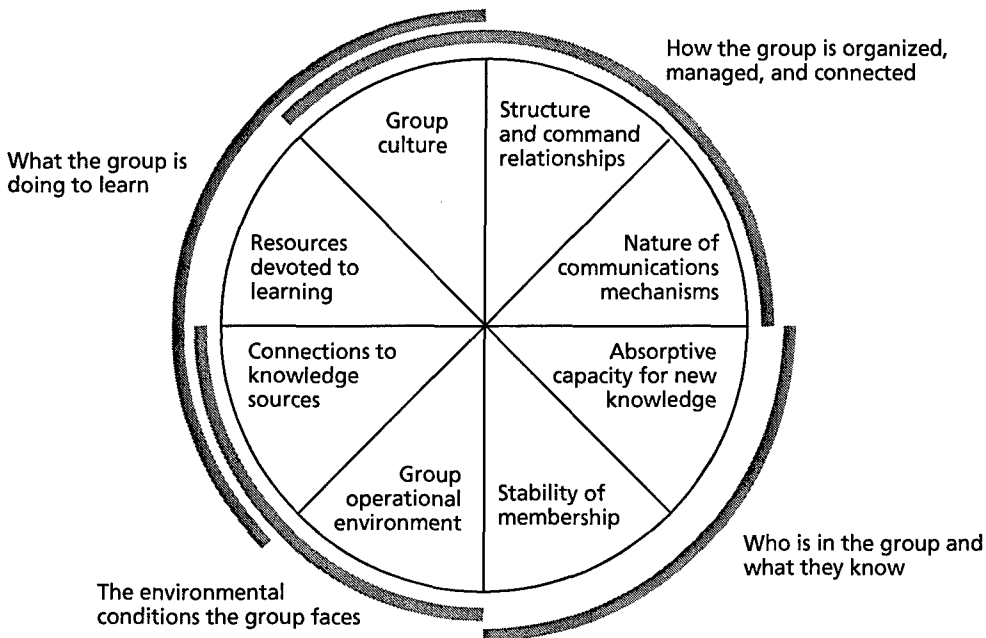 How the group is organized,
managed, and connected
What the group is
doing to learn
Group
culture
Structure
and command
relationships
Resources
devoted to
learning
Nature of
communications
mechanisms
Connections to
knowledge
sources
Absorptive
capacity for new
knowledge
Group
operational
environment
Stability of
membership
Who is in the group and
what they know
The environmental
conditions the group faces